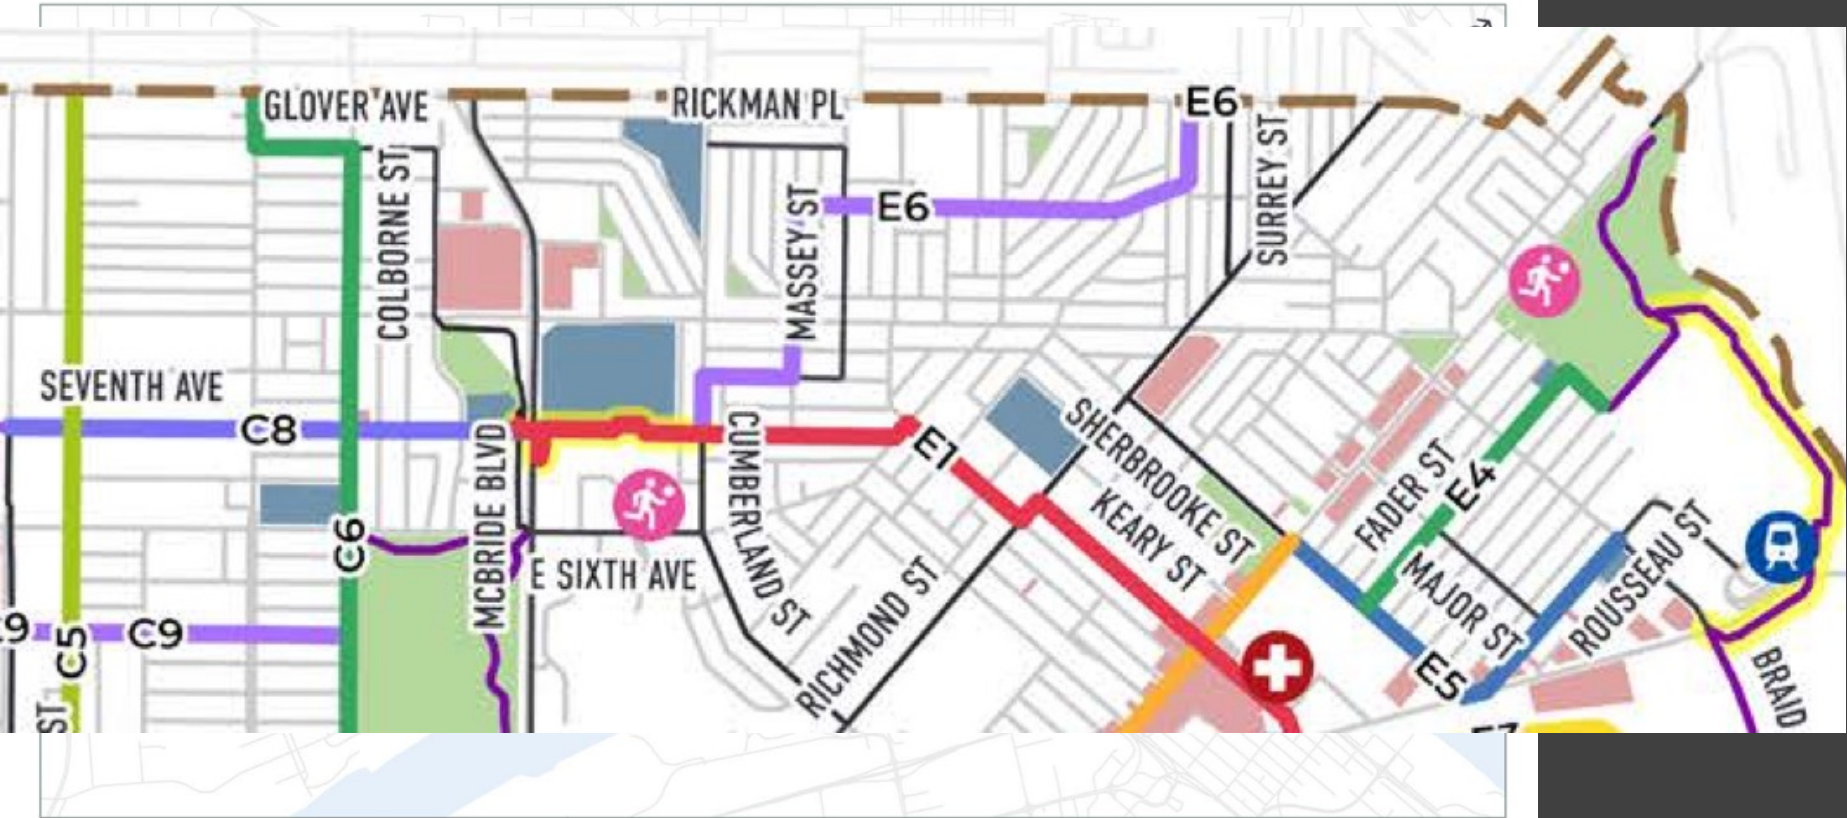 GLOVER AVE
RICKMAN PL
E6
SURREY ST
COLBORNE ST
MASSEY ST
E6
SEVENTH AVE
C8
MCBRIDE BLVD
CUMBERLAND ST
E1
SHERBROOKE ST
KEARY ST
FADER ST
E4
MAJOR ST
ROUSSEAU ST
C6
E SIXTH AVE
RICHMOND ST
C9
C5
E5
BRAID
ST